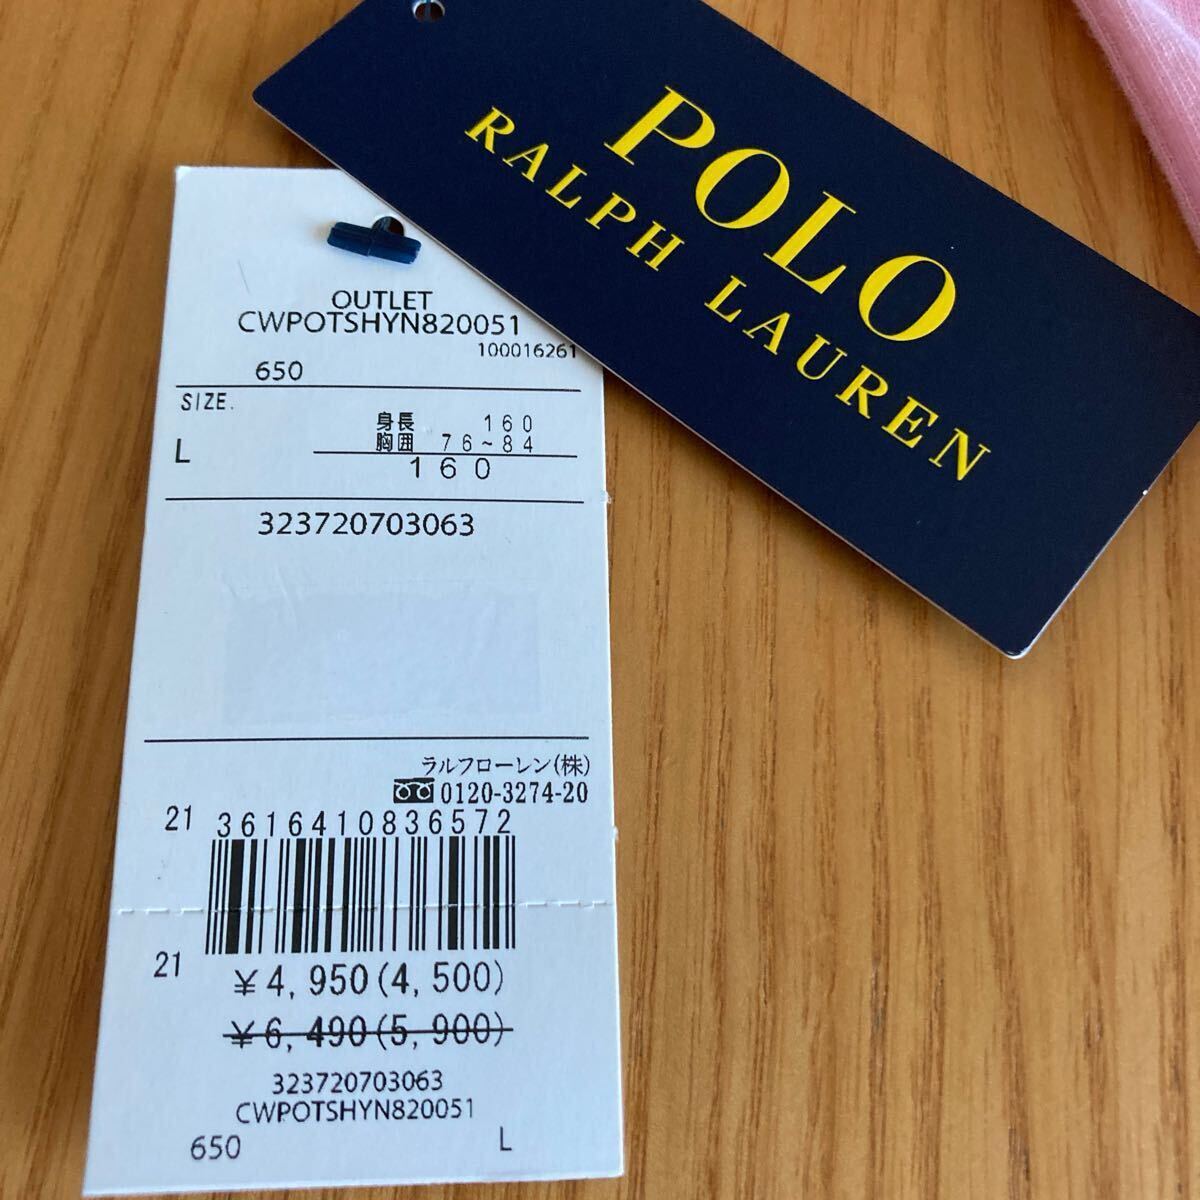 POLO
RALPH LAUREN
OUTLET
CWPOTSHYN820051
100016261
650
SIZE.
L
身長 160
胸囲 76~84
160
323720703063
ラルフローレン(株)
0120-3274-20
21
3616410836572
21
¥4,950(4,500)
¥6,490(5,900)
323720703063
CWPOTSHYN820051
650 L